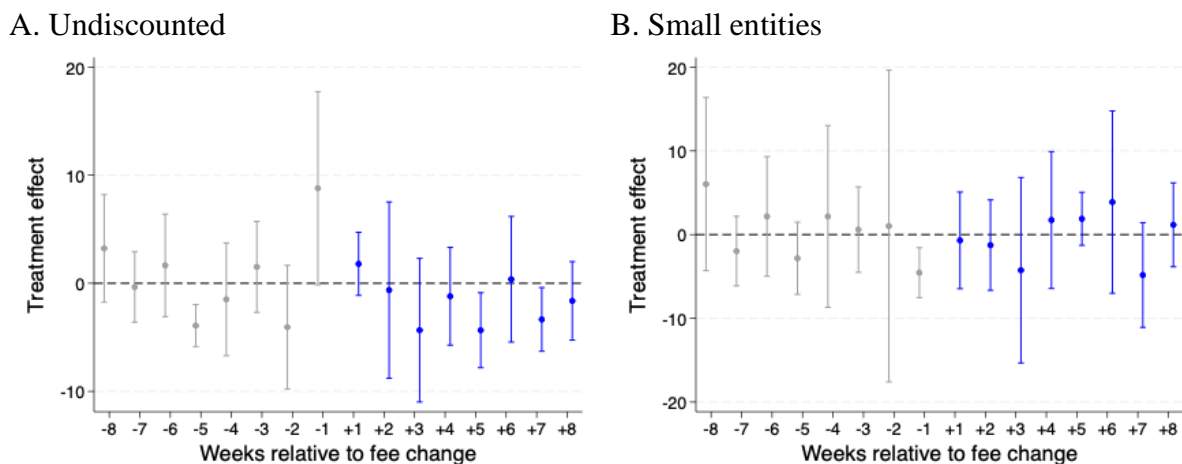 A. Undiscounted
20
10
0
-10
Treatment effect
-8 -7 -6 -5 -4 -3 -2 -1 +1 +2 +3 +4 +5 +6 +7 +8
Weeks relative to fee change
B. Small entities
20
10
0
-10
-20
Treatment effect
-8 -7 -6 -5 -4 -3 -2 -1 +1 +2 +3 +4 +5 +6 +7 +8
Weeks relative to fee change